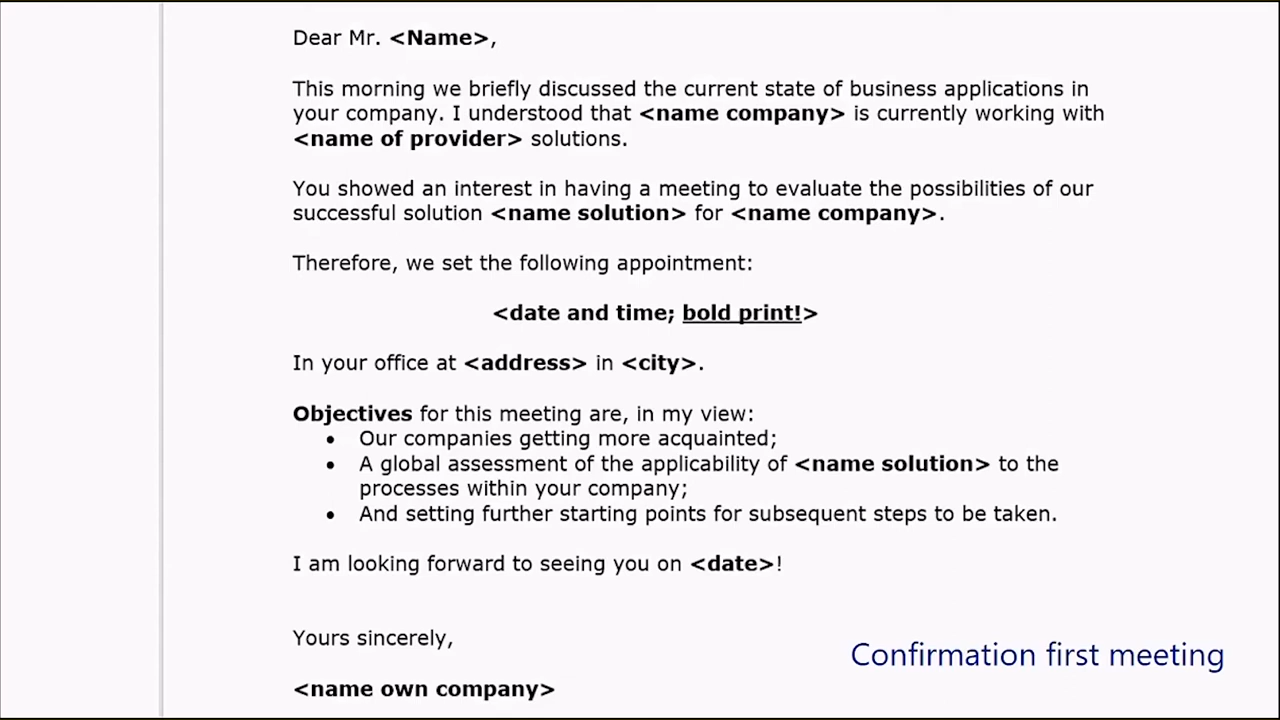 Dear Mr. <Name>,
This morning we briefly discussed the current state of business applications in
your company. I understood that <name company> is currently working with
<name of provider> solutions.
You showed an interest in having a meeting to evaluate the possibilities of our
successful solution <name solution> for <name company>.
Therefore, we set the following appointment:
<date and time; bold print!>
In your office at <address> in <city>.
Objectives for this meeting are, in my view:
• Our companies getting more acquainted;
• A global assessment of the applicability of <name solution> to the
processes within your company;
• And setting further starting points for subsequent steps to be taken.
I am looking forward to seeing you on <date>!
Yours sincerely,
Confirmation first meeting
<name own company>